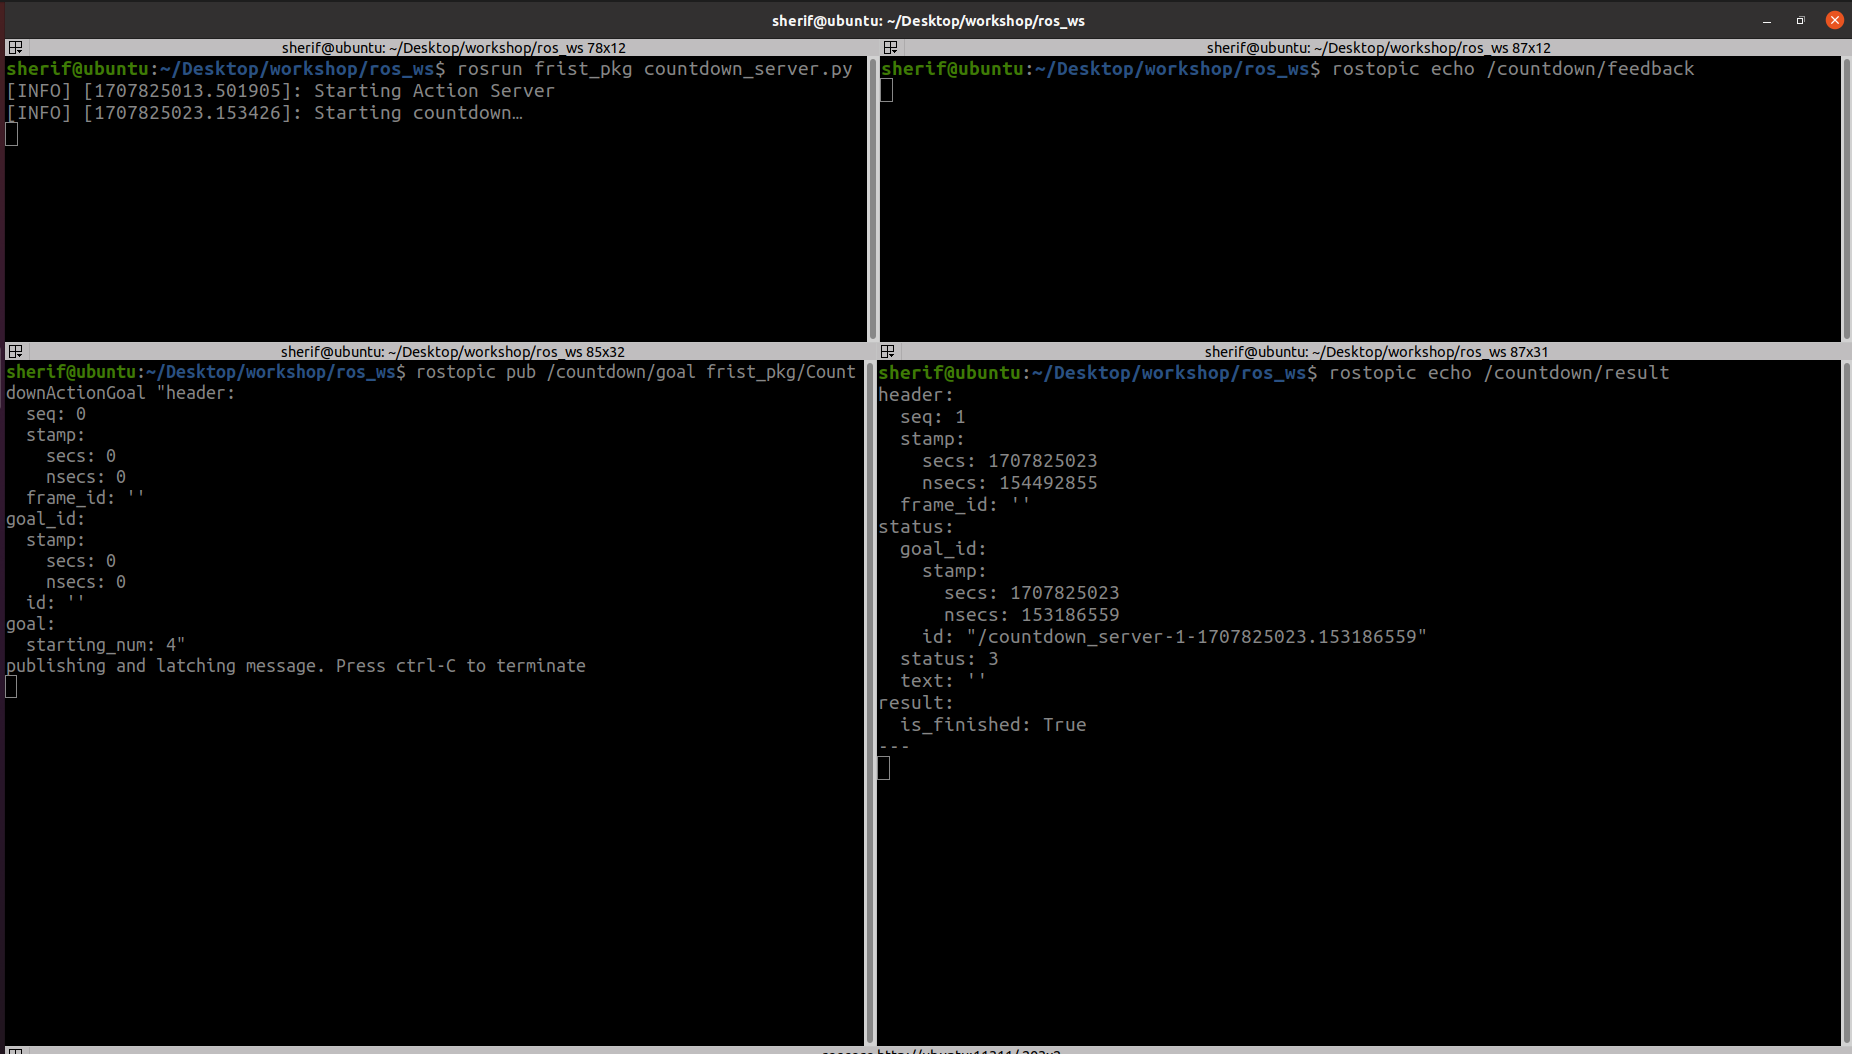 sherif@ubuntu: ~/Desktop/workshop/ros_ws
sherif@ubuntu: ~/Desktop/workshop/ros_ws 78x12
sherif@ubuntu:~/Desktop/workshop/ros_ws$ rosrun frist_pkg countdown_server.py
[INFO] [1707825013.501905]: Starting Action Server
[INFO] [1707825023.153426]: Starting countdown…
sherif@ubuntu: ~/Desktop/workshop/ros_ws 87x12
sherif@ubuntu:~/Desktop/workshop/ros_ws$ rostopic echo /countdown/feedback
sherif@ubuntu: ~/Desktop/workshop/ros_ws 85x32
sherif@ubuntu:~/Desktop/workshop/ros_ws$ rostopic pub /countdown/goal frist_pkg/Count
downActionGoal "header:
  seq: 0
  stamp:
    secs: 0
    nsecs: 0
  frame_id: ''
goal_id:
  stamp:
    secs: 0
    nsecs: 0
  id: ''
goal:
  starting_num: 4"
publishing and latching message. Press ctrl-C to terminate
sherif@ubuntu: ~/Desktop/workshop/ros_ws 87x31
sherif@ubuntu:~/Desktop/workshop/ros_ws$ rostopic echo /countdown/result
header:
  seq: 1
  stamp:
    secs: 1707825023
    nsecs: 154492855
  frame_id: ''
status:
  goal_id:
    stamp:
      secs: 1707825023
      nsecs: 153186559
    id: "/countdown_server-1-1707825023.153186559"
  status: 3
  text: ''
result:
  is_finished: True
---